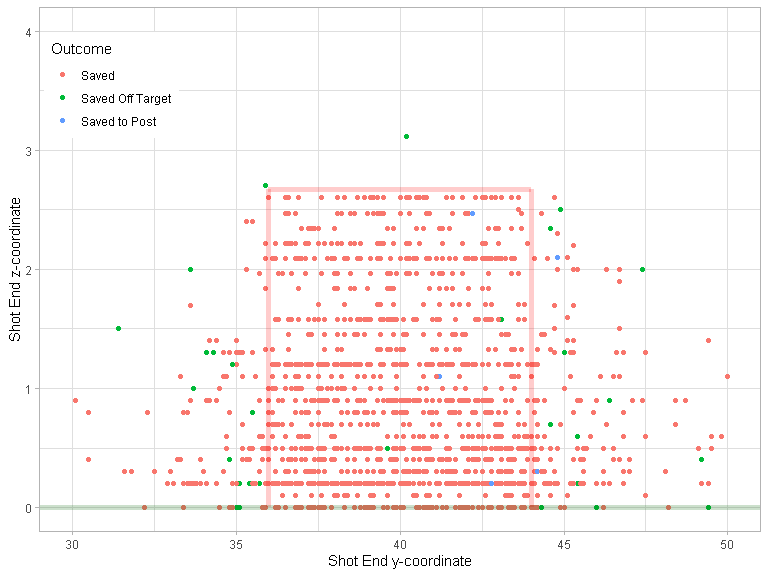 4
3
2
1
0
30
35
40
45
50
Shot End y-coordinate
Shot End z-coordinate
Outcome
Saved
Saved Off Target
Saved to Post